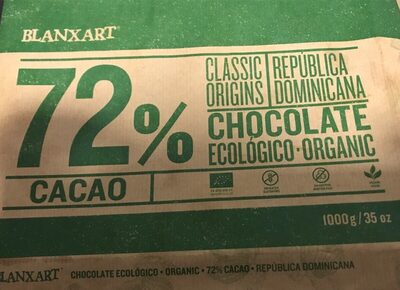 BLANXART
72%
CACAO
CLASSIC ORIGINS
REPÚBLICA DOMINICANA
CHOCOLATE
ECOLÓGICO · ORGANIC
1000g / 35 oz
LANXART CHOCOLATE ECOLÓGICO · ORGANIC · 72% CACAO · REPÚBLICA DOMINICANA